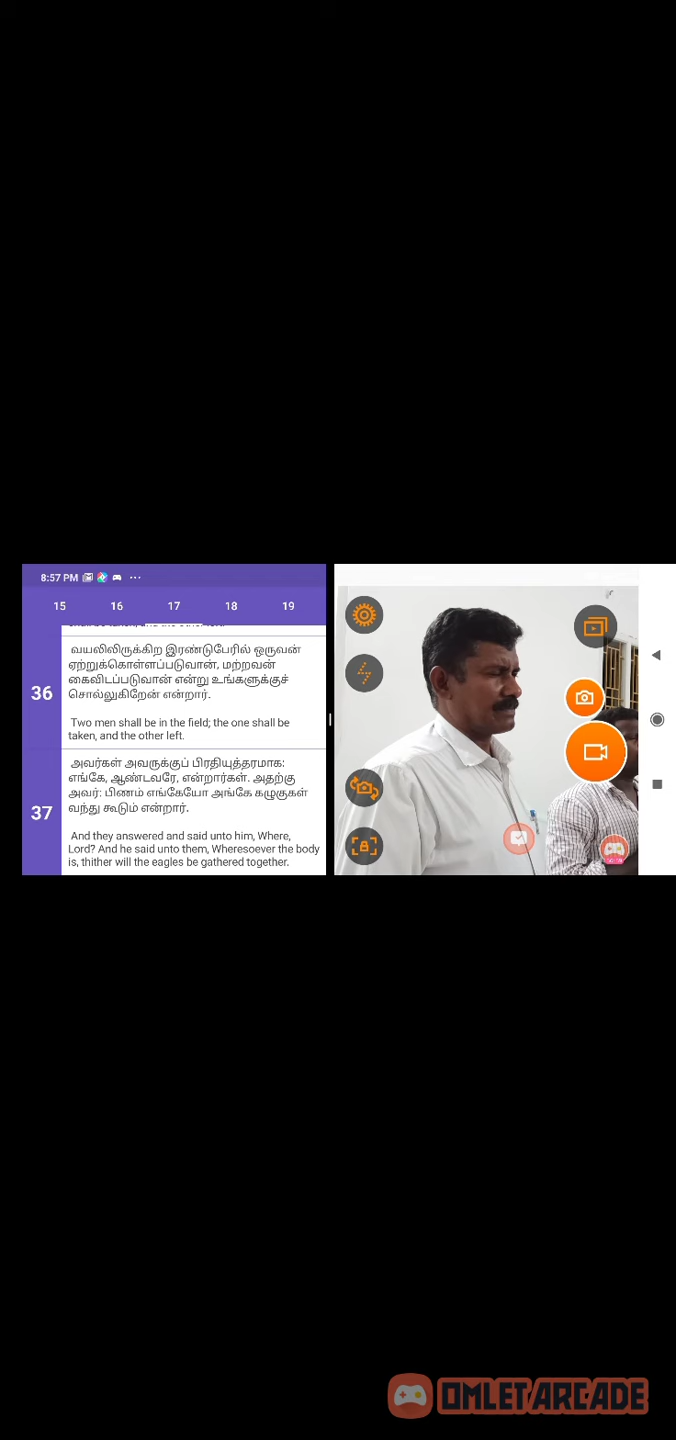 8:57 PM
15 16 17 18 19
36
வயலிலிருக்கிற இரண்டுபேரில் ஒருவன்
ஏற்றுக்கொள்ளப்படுவான், மற்றவன்
கைவிடப்படுவான் என்று உங்களுக்குச்
சொல்லுகிறேன் என்றார்.
Two men shall be in the field; the one shall be
taken, and the other left.
37
அவர்கள் அவருக்குப் பிரதியுத்தரமாக:
எங்கே, ஆண்டவரே, என்றார்கள். அதற்கு
அவர்: பிணம் எங்கேயோ அங்கே கழுகுகள்
வந்து கூடும் என்றார்.
And they answered and said unto him, Where,
Lord? And he said unto them, Wheresoever the body
is, thither will the eagles be gathered together.
OMLET ARCADE